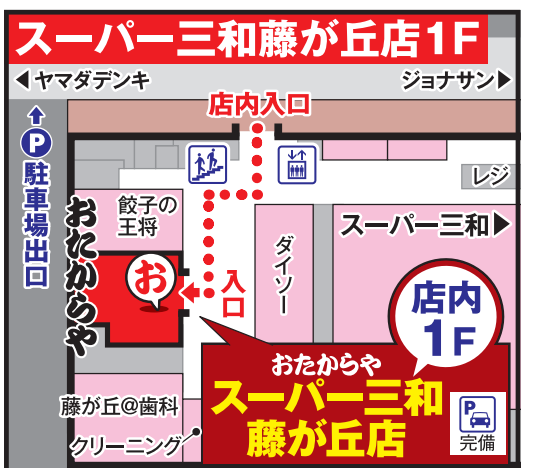 スーパー三和藤が丘店1F
◀ヤマダデンキ
ジョナサン▶
店内入口
P
駐車場出口
レジ
餃子の
王将
おたからや
お
入口
ダイソー
スーパー三和▶
店内
1F
おたからや
スーパー三和
藤が丘店
P
完備
藤が丘@歯科
クリーニング